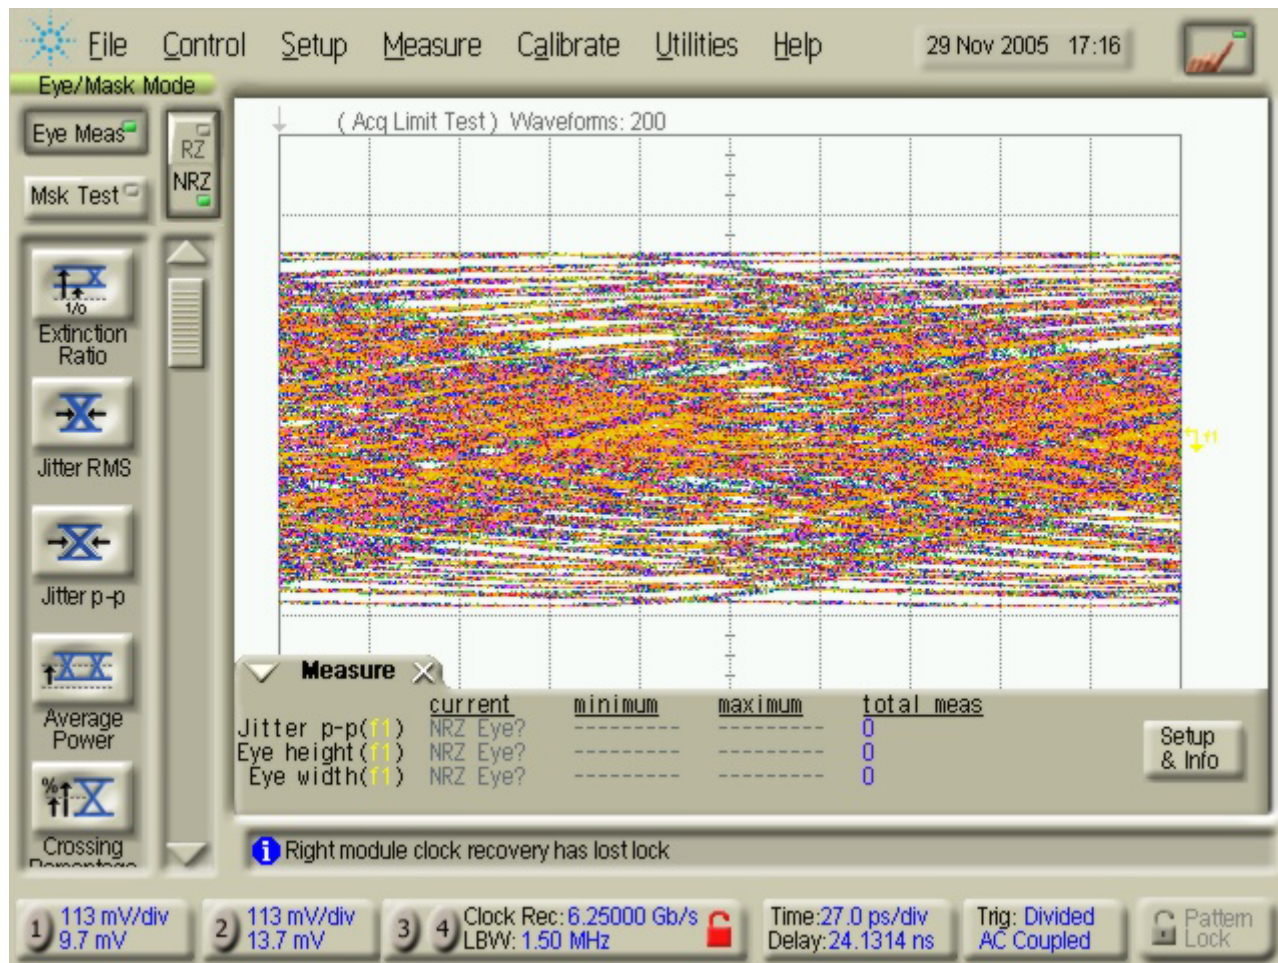 File Control Setup Measure Calibrate Utilities Help 29 Nov 2005 17:16
Eye/Mask Mode
Eye Meas
RZ
NRZ
Msk Test
( Acq Limit Test ) Waveforms: 200
1/0
Extinction
Ratio
Jitter RMS
Jitter p-p
Average
Power
%
Crossing
f1
Measure
current minimum maximum total meas
Jitter p-p(f1) NRZ Eye? --------- --------- 0
Eye height(f1) NRZ Eye? --------- --------- 0
Eye width(f1) NRZ Eye? --------- --------- 0
Setup
& Info
i Right module clock recovery has lost lock
1 113 mV/div
9.7 mV
2 113 mV/div
13.7 mV
3 4 Clock Rec: 6.25000 Gb/s
LBW: 1.50 MHz
Time:27.0 ps/div
Delay:24.1314 ns
Trig: Divided
AC Coupled
Pattern
Lock